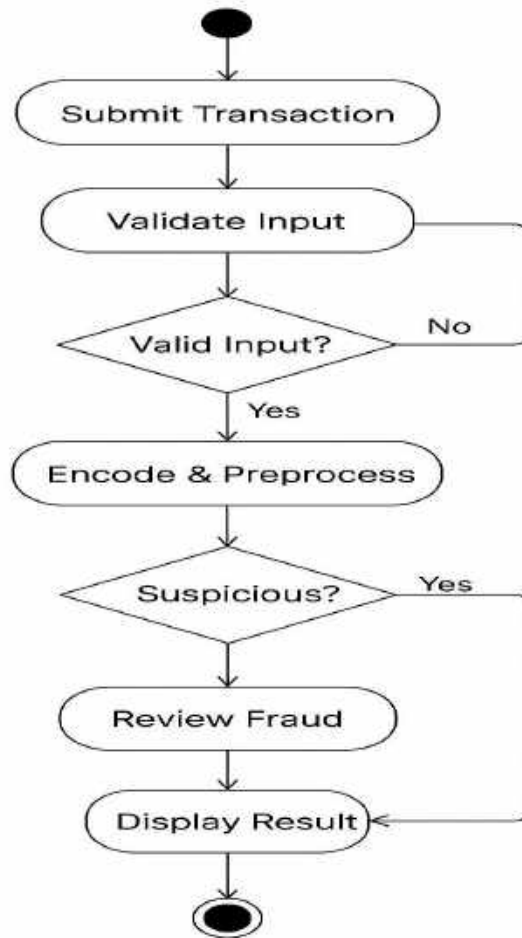 Submit Transaction
Validate Input
Valid Input?
No
Yes
Encode & Preprocess
Suspicious?
Yes
Review Fraud
Display Result